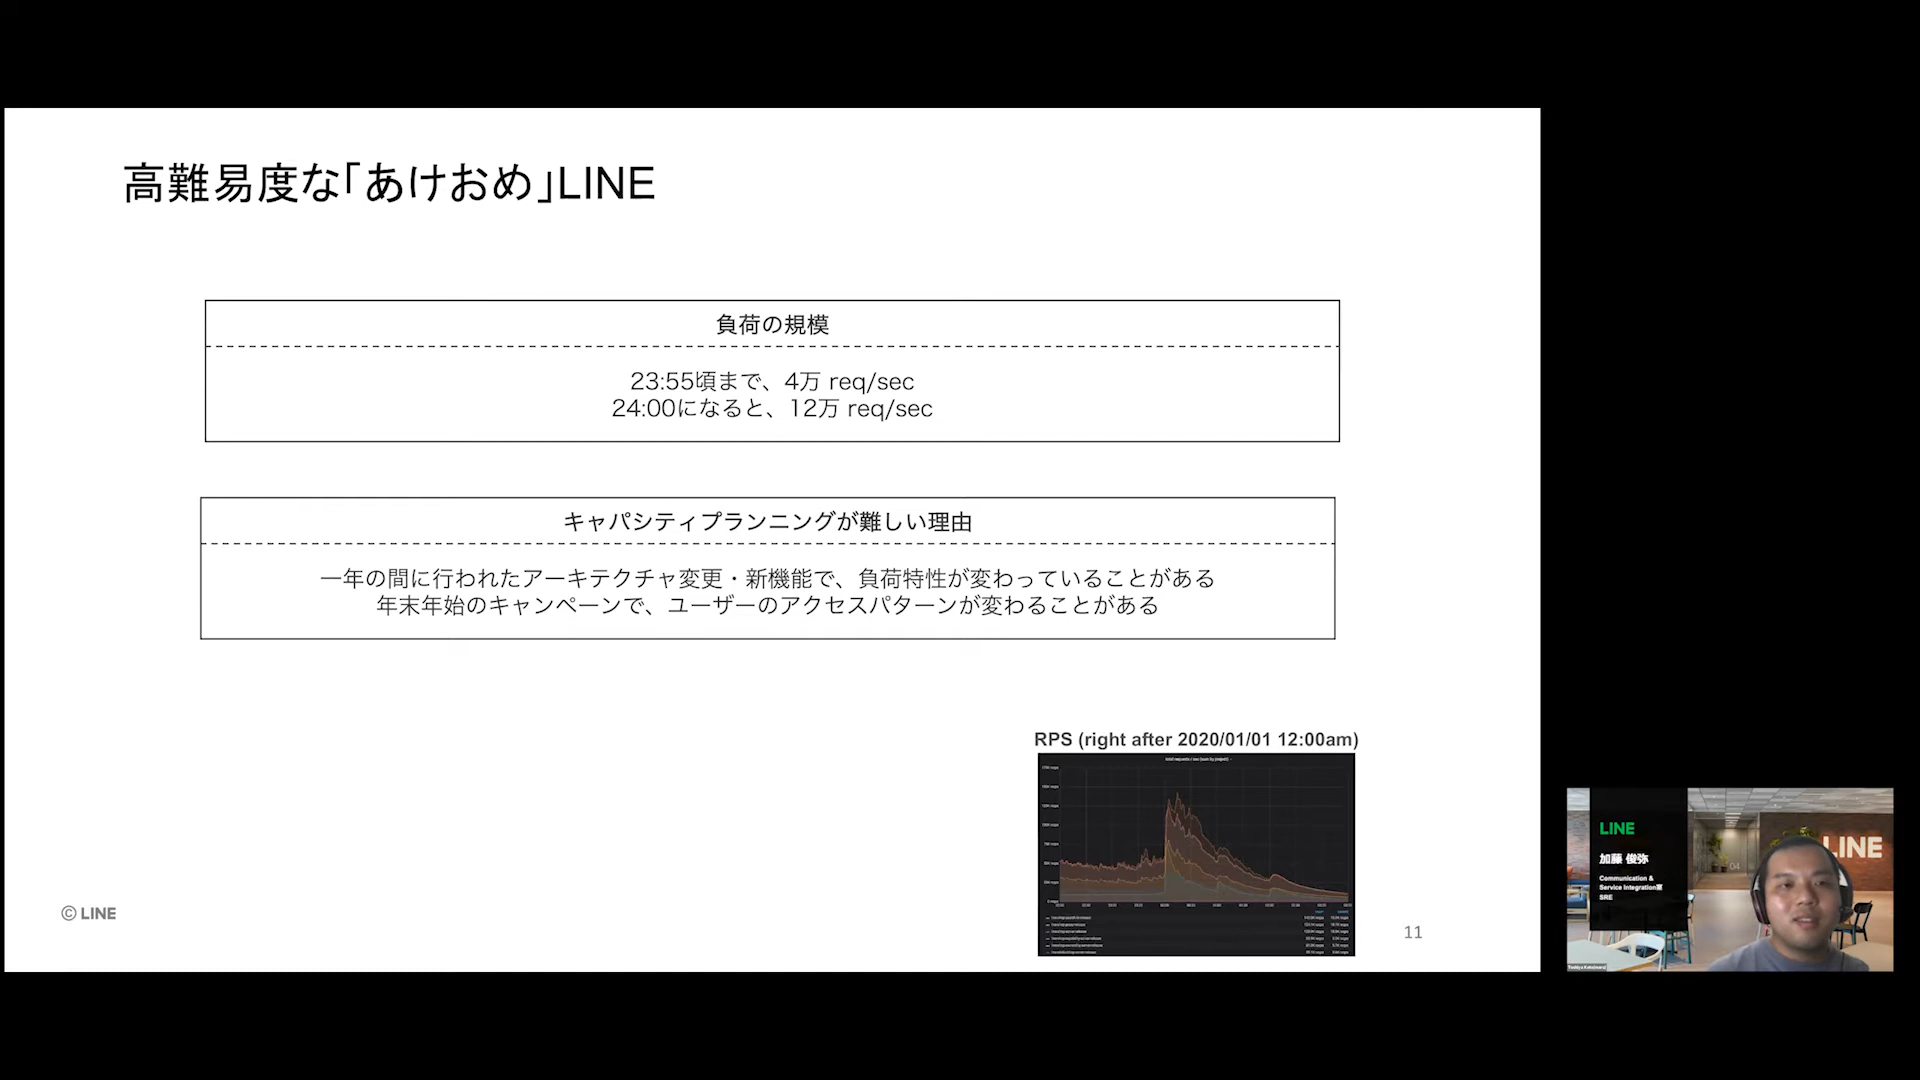 高難易度な「あけおめ」LINE
負荷の規模
23:55頃まで、4万 req/sec
24:00になると、12万 req/sec
キャパシティプランニングが難しい理由
一年の間に行われたアーキテクチャ変更・新機能で、負荷特性が変わっていることがある
年末年始のキャンペーンで、ユーザーのアクセスパターンが変わることがある
RPS (right after 2020/01/01 12:00am)
total requests / sec (sum by project)
© LINE
11
LINE
加藤 俊弥
Communication &
Service Integration室
SRE
LINE